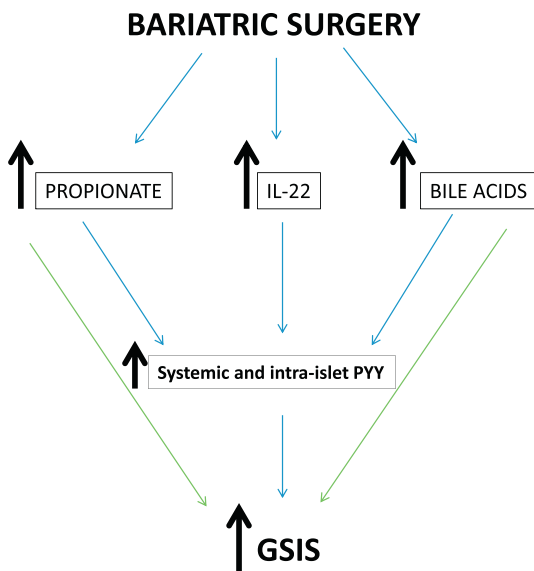 BARIATRIC SURGERY
PROPIONATE
IL-22
BILE ACIDS
Systemic and intra-islet PYY
GSIS